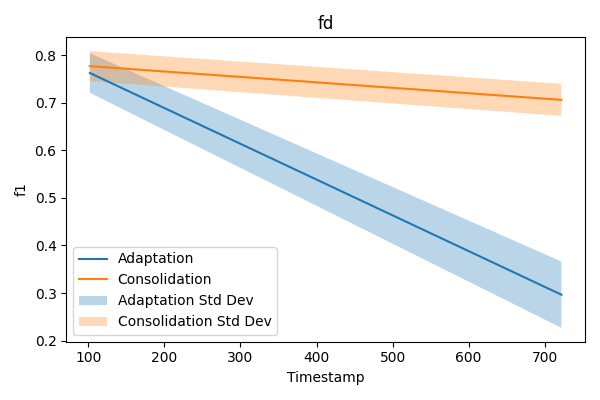 fd
0.8
0.7
0.6
0.5
0.4
0.3
0.2
f1
Adaptation
Consolidation
Adaptation Std Dev
Consolidation Std Dev
100 200 300 400 500 600 700
Timestamp